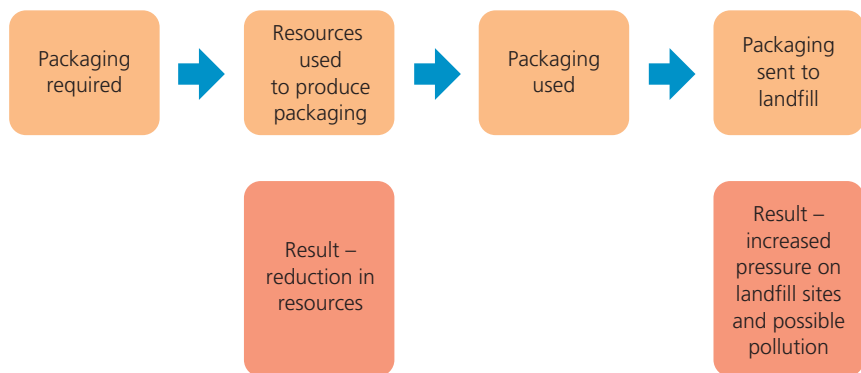 Packaging
required
Resources
used
to produce
packaging
Packaging
used
Packaging
sent to
landfill
Result –
reduction in
resources
Result –
increased
pressure on
landfill sites
and possible
pollution